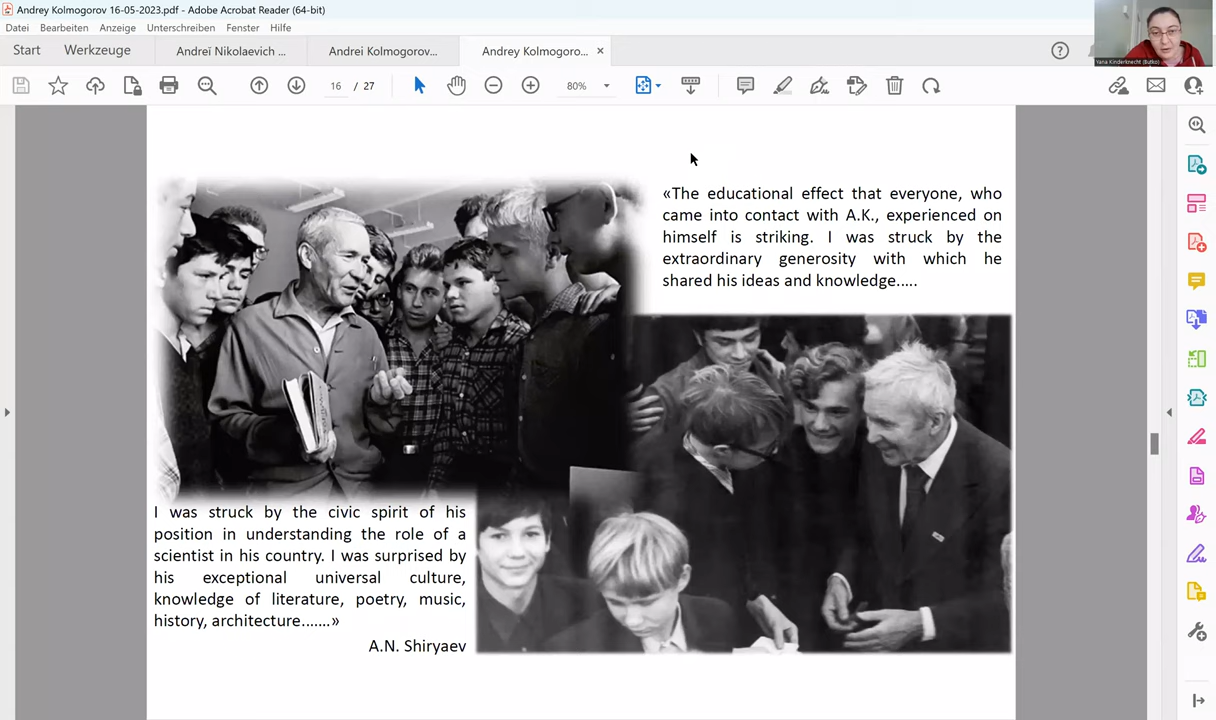 Andrey Kolmogorov 16-05-2023.pdf - Adobe Acrobat Reader (64-bit)
Datei Bearbeiten Anzeige Unterschreiben Fenster Hilfe
Start Werkzeuge Andreï Nikolaevich ... Andrei Kolmogorov... Andrey Kolmogoro... ×
16 / 27 80%
Yana Kinderknecht (Butko)
«The educational effect that everyone, who
came into contact with A.K., experienced on
himself is striking. I was struck by the
extraordinary generosity with which he
shared his ideas and knowledge.....
I was struck by the civic spirit of his
position in understanding the role of a
scientist in his country. I was surprised by
his exceptional universal culture,
knowledge of literature, poetry, music,
history, architecture.......»
A.N. Shiryaev